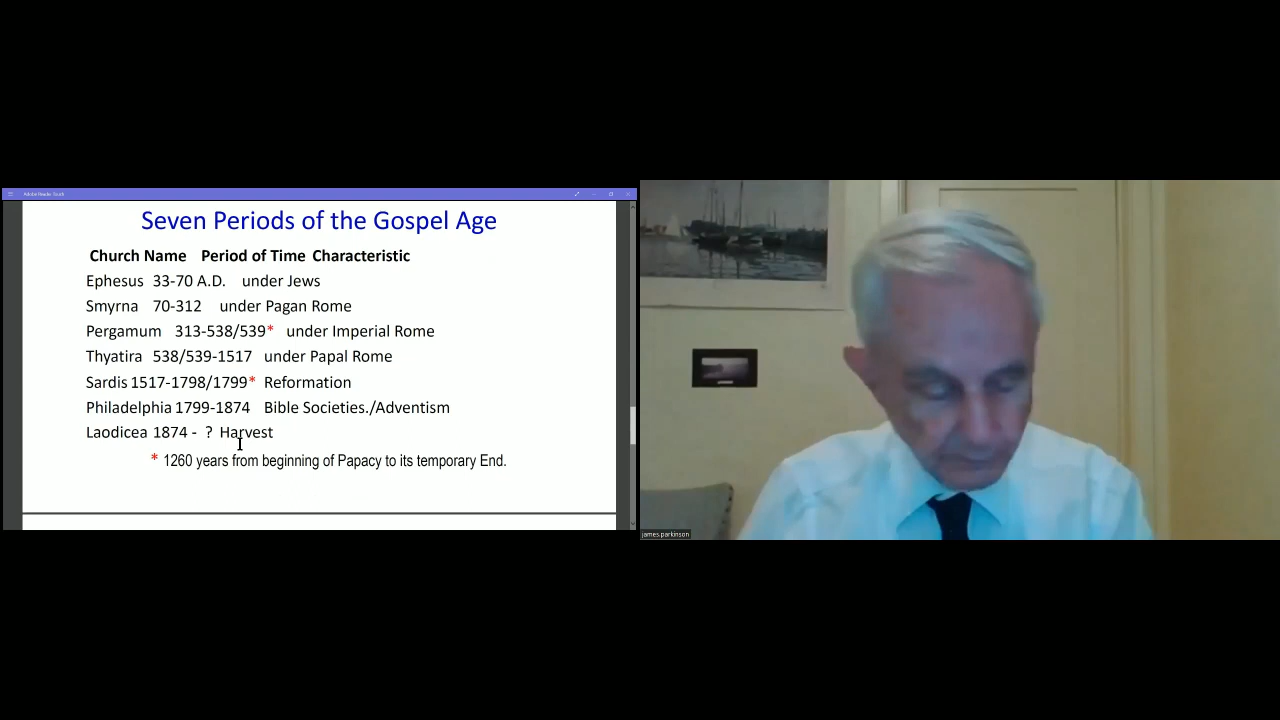 Adobe Reader Touch
Seven Periods of the Gospel Age
Church Name Period of Time Characteristic
Ephesus 33-70 A.D. under Jews
Smyrna 70-312 under Pagan Rome
Pergamum 313-538/539* under Imperial Rome
Thyatira 538/539-1517 under Papal Rome
Sardis 1517-1798/1799* Reformation
Philadelphia 1799-1874 Bible Societies./Adventism
Laodicea 1874 - ? Harvest
* 1260 years from beginning of Papacy to its temporary End.
james parkinson